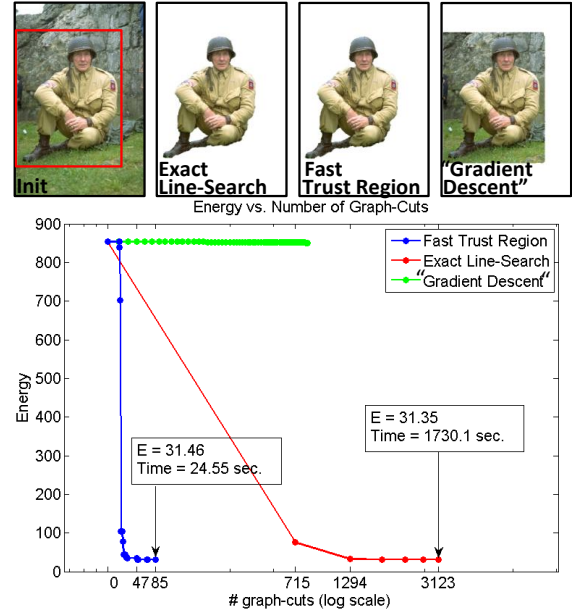 Init
Exact
Line-Search
Fast
Trust Region
"Gradient
Descent"
Energy vs. Number of Graph-Cuts
900
800
700
600
500
400
300
200
100
0
Energy
Fast Trust Region
Exact Line-Search
"Gradient Descent"
E = 31.46
Time = 24.55 sec.
E = 31.35
Time = 1730.1 sec.
0 4785 715 1294 3123
# graph-cuts (log scale)